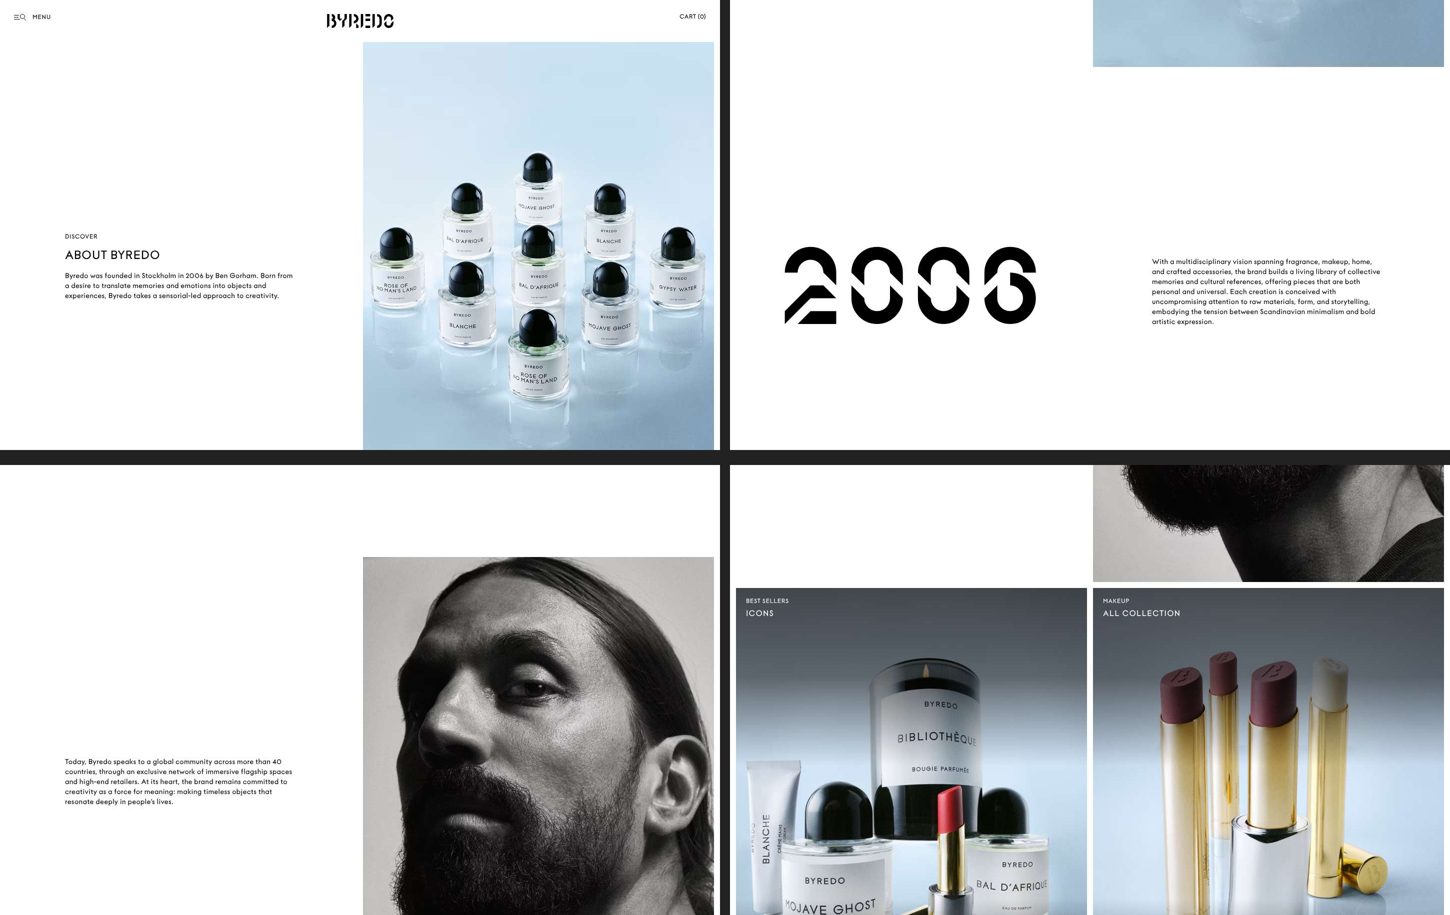 MENU
BYREDO
CART (0)
DISCOVER
ABOUT BYREDO
Byredo was founded in Stockholm in 2006 by Ben Gorham. Born from
a desire to translate memories and emotions into objects and
experiences, Byredo takes a sensorial-led approach to creativity.
BYREDO
MOJAVE GHOST
BYREDO
BAL D'AFRIQUE
BYREDO
BLANCHE
BYREDO
ROSE OF
NO MAN'S LAND
BYREDO
BAL D'AFRIQUE
BYREDO
GYPSY WATER
BYREDO
BLANCHE
BYREDO
MOJAVE GHOST
BYREDO
ROSE OF
NO MAN'S LAND
2006
With a multidisciplinary vision spanning fragrance, makeup, home,
and crafted accessories, the brand builds a living library of collective
memories and cultural references, offering pieces that are both
personal and universal. Each creation is conceived with
uncompromising attention to raw materials, form, and storytelling,
embodying the tension between Scandinavian minimalism and bold
artistic expression.
Today, Byredo speaks to a global community across more than 40
countries, through an exclusive network of immersive flagship spaces
and high-end retailers. At its heart, the brand remains committed to
creativity as a force for meaning: making timeless objects that
resonate deeply in people's lives.
BEST SELLERS
ICONS
BYREDO
BIBLIOTHÈQUE
BOUGIE PARFUMÉE
BYREDO
BLANCHE
CRÈME MAINS
BYREDO
MOJAVE GHOST
BYREDO
BAL D'AFRIQUE
EAU DE PARFUM
MAKEUP
ALL COLLECTION